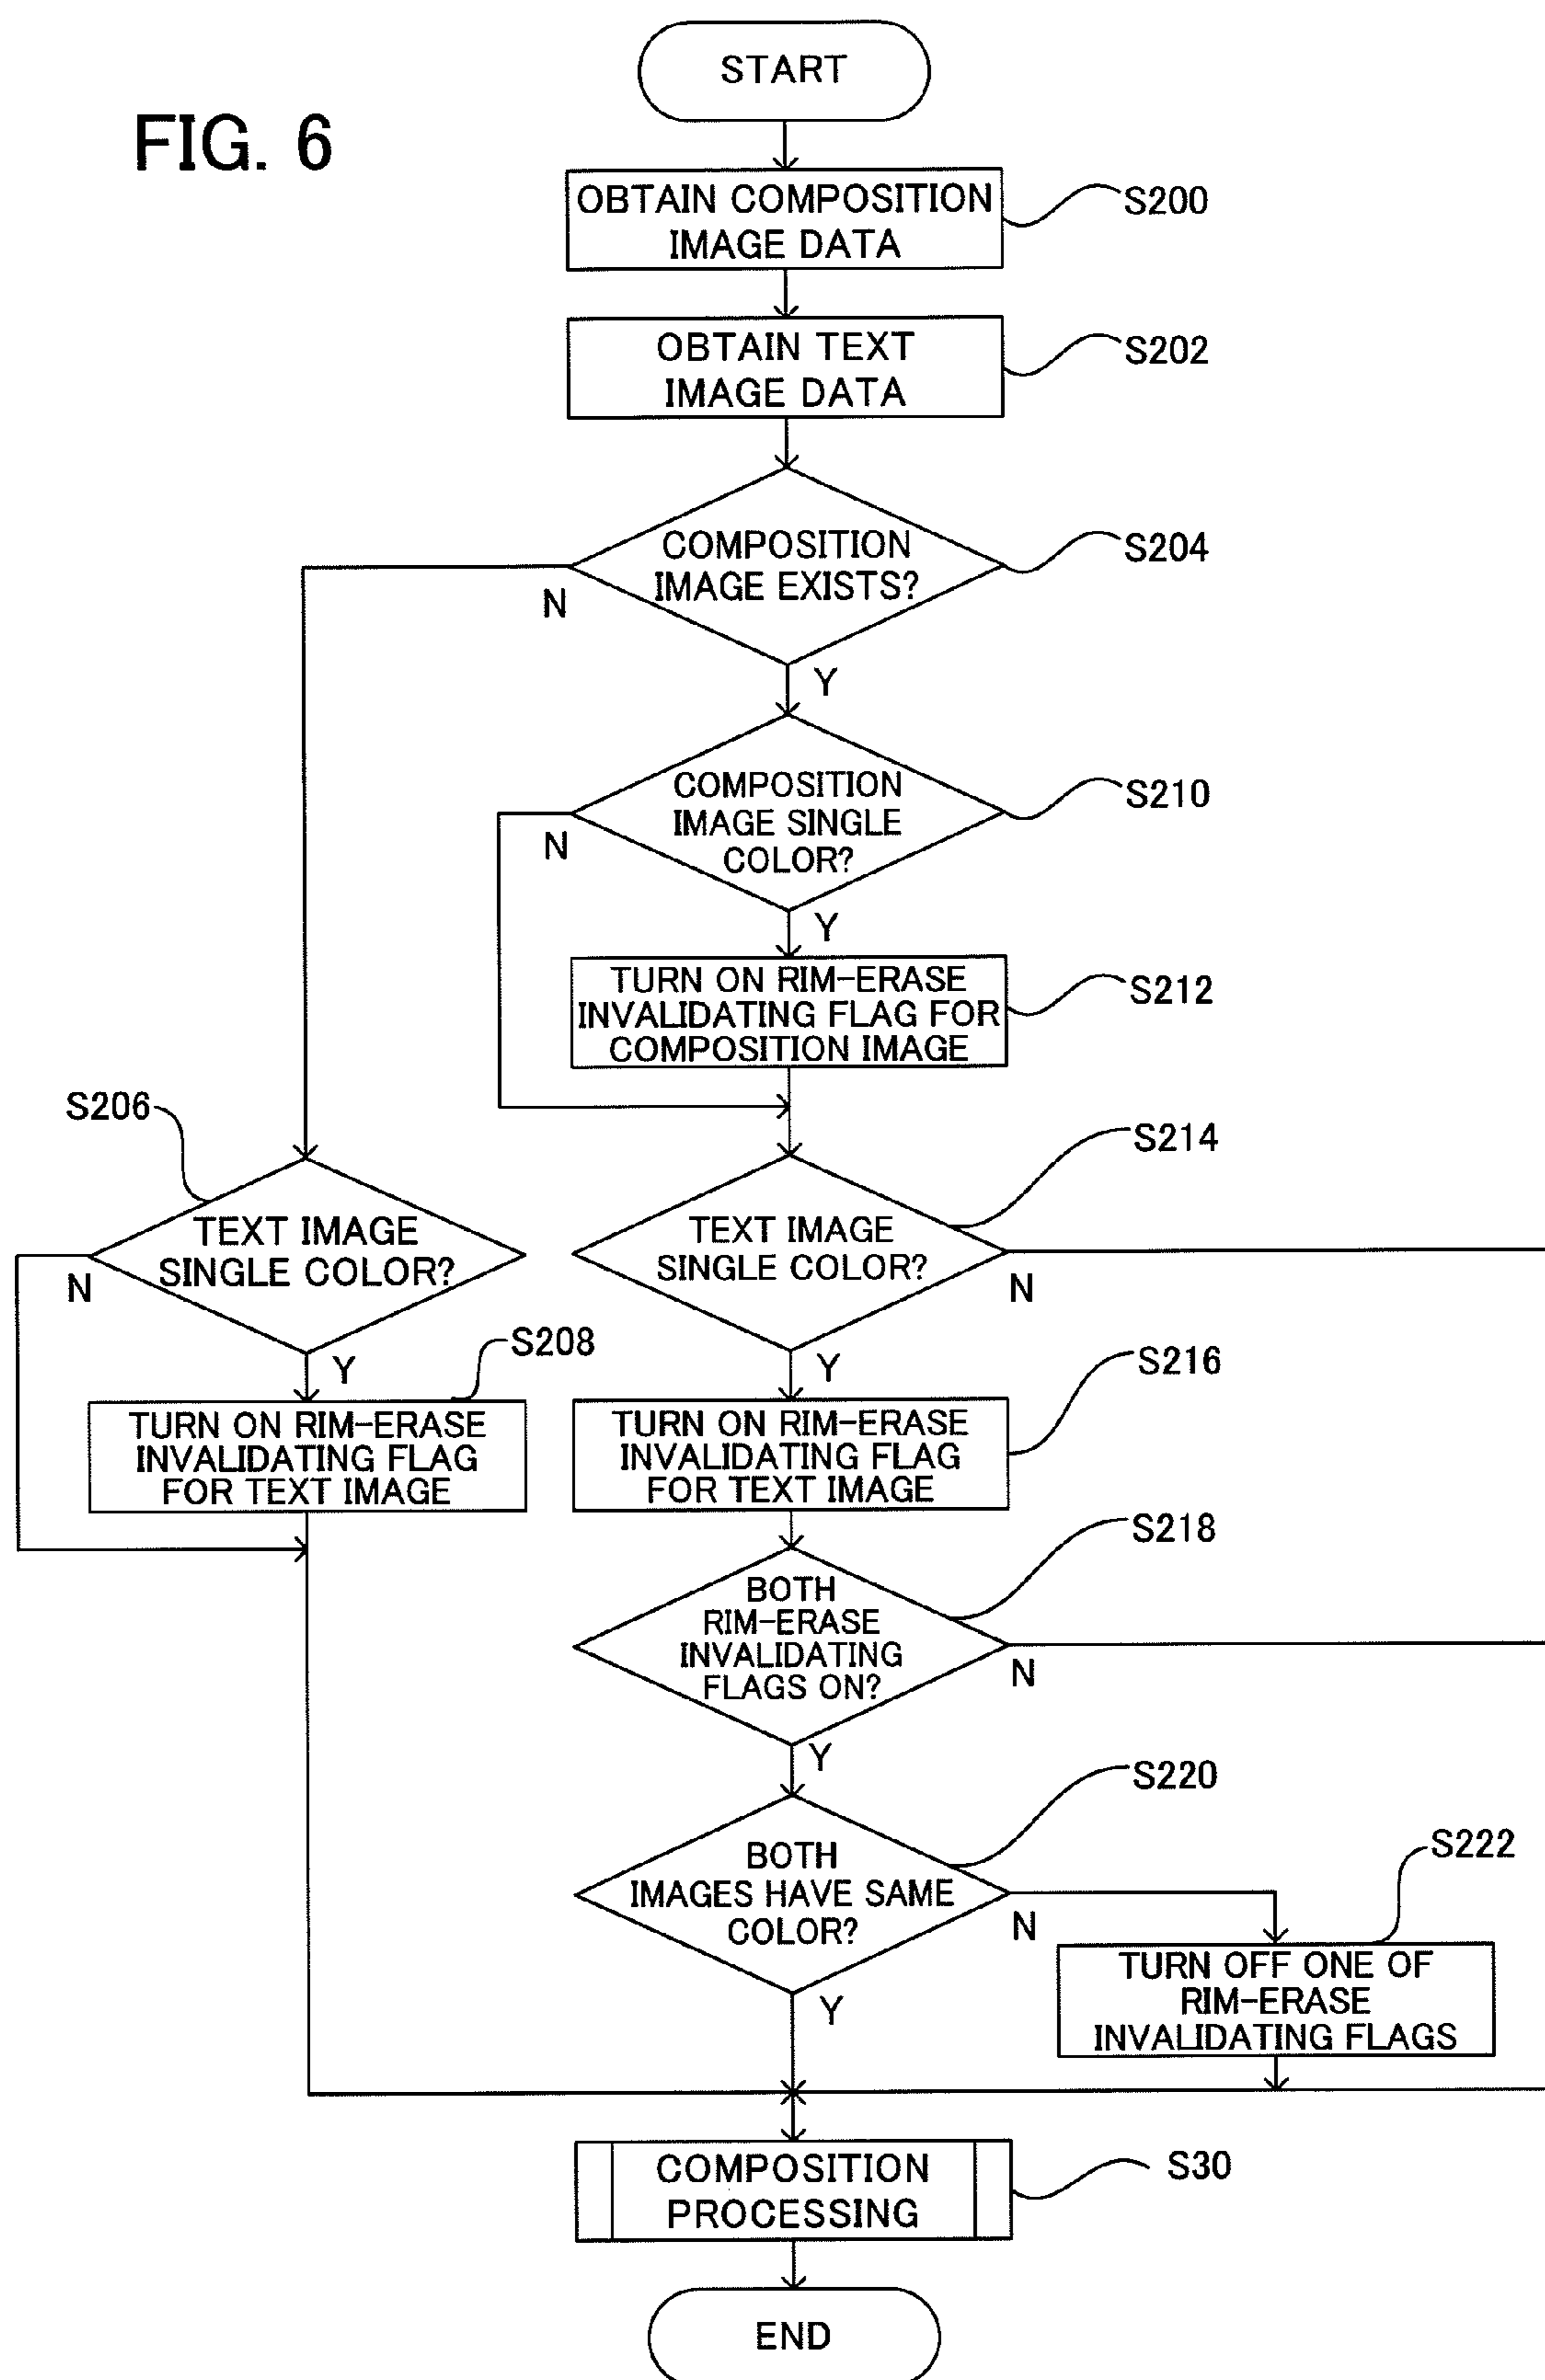 FIG. 6
START
OBTAIN COMPOSITION
IMAGE DATA
S200
OBTAIN TEXT
IMAGE DATA
S202
COMPOSITION
IMAGE EXISTS?
S204
N
Y
COMPOSITION
IMAGE SINGLE
COLOR?
S210
N
Y
TURN ON RIM-ERASE
INVALIDATING FLAG FOR
COMPOSITION IMAGE
S212
S206
TEXT IMAGE
SINGLE COLOR?
N
Y
S214
TEXT IMAGE
SINGLE COLOR?
N
Y
S208
TURN ON RIM-ERASE
INVALIDATING FLAG
FOR TEXT IMAGE
S216
TURN ON RIM-ERASE
INVALIDATING FLAG
FOR TEXT IMAGE
S218
BOTH
RIM-ERASE
INVALIDATING
FLAGS ON?
N
Y
S220
BOTH
IMAGES HAVE SAME
COLOR?
N
Y
S222
TURN OFF ONE OF
RIM-ERASE
INVALIDATING FLAGS
COMPOSITION
PROCESSING
S30
END